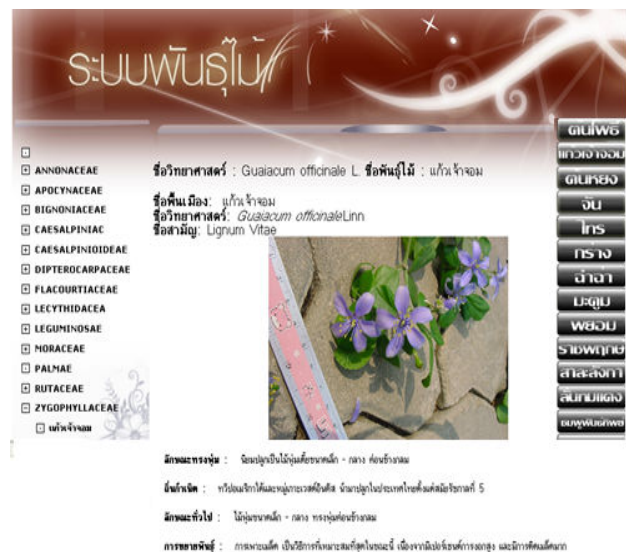 ระบบพันธุ์ไม้
ANNONACEAE
APOCYNACEAE
BIGNONIACEAE
CAESALPINIAC
CAESALPINIOIDEAE
DIPTEROCARPACEAE
FLACOURTIACEAE
LECYTHIDACEA
LEGUMINOSAE
MORACEAE
PALMAE
RUTACEAE
ZYGOPHYLLACEAE
แก้วเจ้าจอม
ชื่อวิทยาศาสตร์ : Guaiacum officinale L. ชื่อพันธุ์ไม้ : แก้วเจ้าจอม
ชื่อพื้นเมือง: แก้วเจ้าจอม
ชื่อวิทยาศาสตร์: Guaiacum officinaleLinn
ชื่อสามัญ: Lignum Vitae
ลักษณะทรงพุ่ม : นิยมปลูกเป็นไม้พุ่มเตี้ยขนาดเล็ก - กลาง ค่อนข้างกลม
ถิ่นกำเนิด : ทวีปอเมริกาใต้และหมู่เกาะเวสต์อินดีส นำมาปลูกในประเทศไทยตั้งแต่สมัยรัชกาลที่ 5
ลักษณะทั่วไป : ไม้พุ่มขนาดเล็ก - กลาง ทรงพุ่มค่อนข้างกลม
การขยายพันธุ์ : การเพาะเมล็ด เป็นวิธีการที่เหมาะสมที่สุดในขณะนี้ เนื่องจากมีเปอร์เซนต์การงอกสูง และมีการติดเมล็ดมาก
ต้นโพธิ์
แก้วเจ้าจอม
ต้นหยง
จัน
ไทร
กร่าง
ฉำฉา
มะตูม
พยอม
ราชพฤกษ์
สาละลังกา
ลั่นทมแดง
ชมพูพันธ์ทิพย์